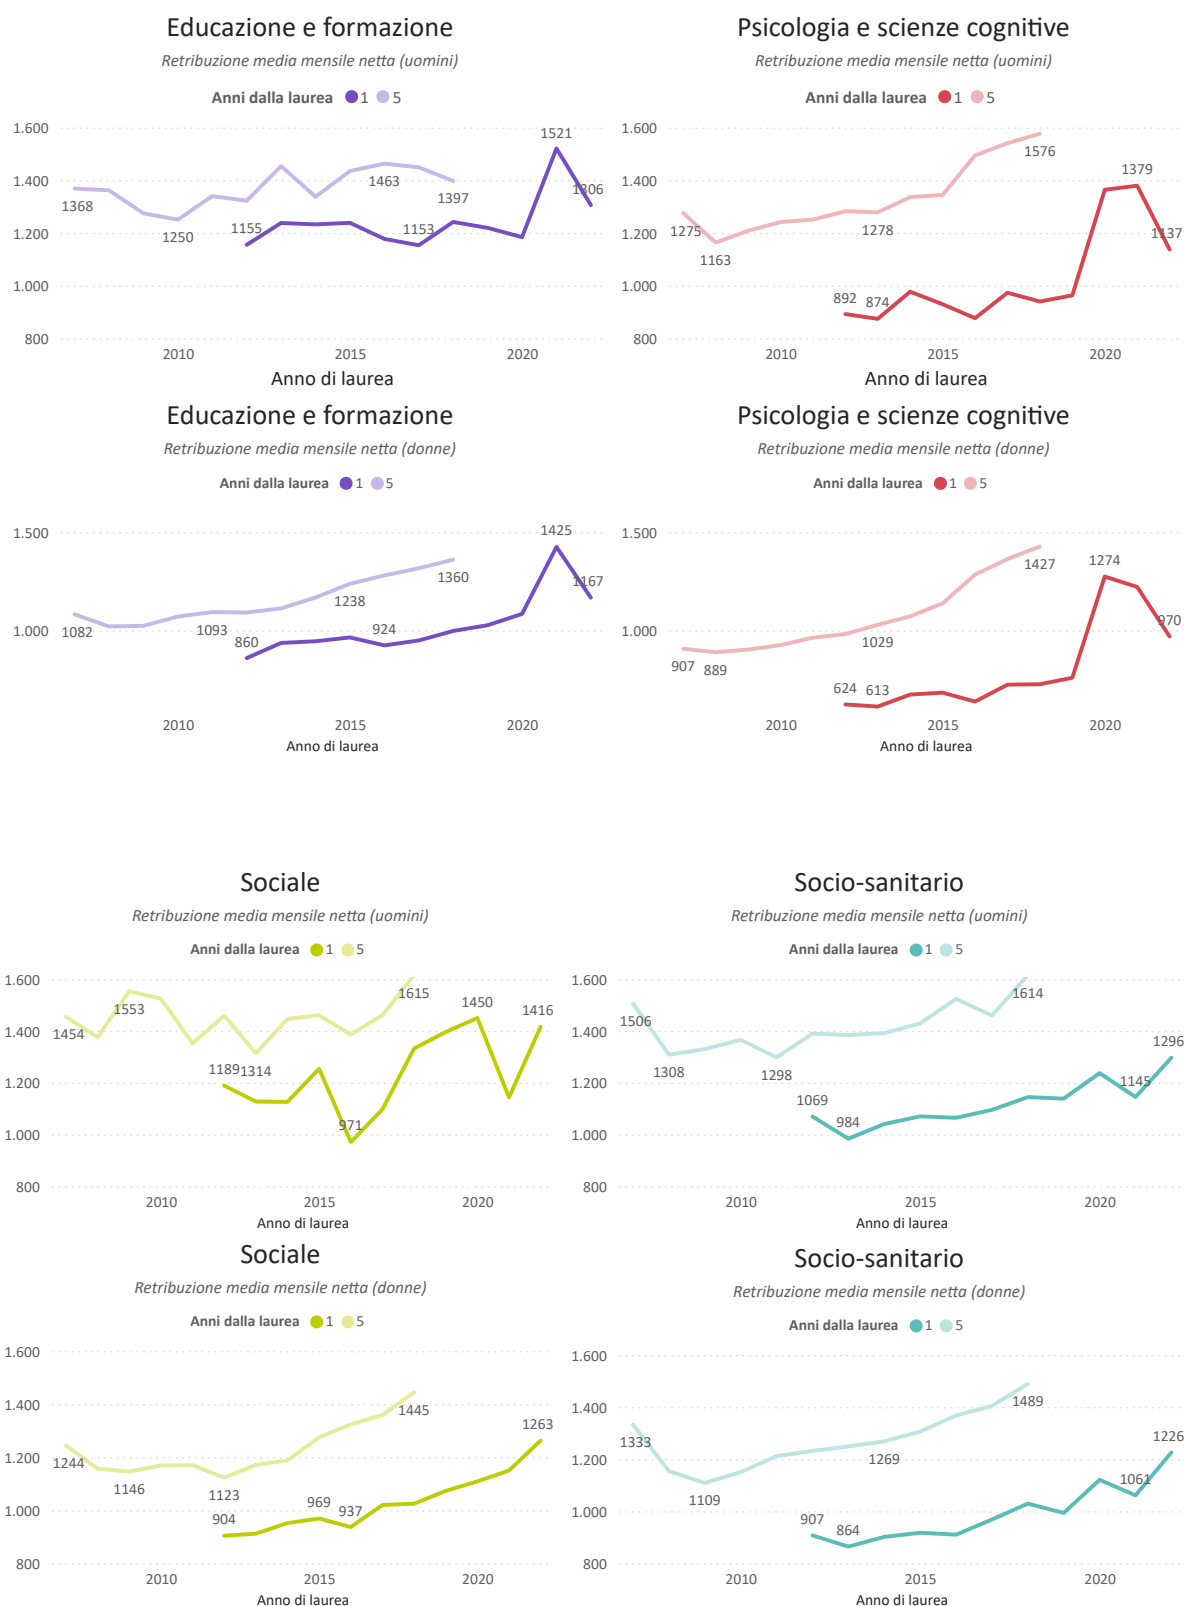 Educazione e formazione
Retribuzione media mensile netta (uomini)
Anni dalla laurea 1 5
1.600
1.400
1.200
1.000
800
1368
1250
1155
1463
1153
1397
1521
1306
2010 2015 2020
Anno di laurea
Psicologia e scienze cognitive
Retribuzione media mensile netta (uomini)
Anni dalla laurea 1 5
1.600
1.400
1.200
1.000
800
1275
1163
892
874
1278
1576
1379
1137
2010 2015 2020
Anno di laurea
Educazione e formazione
Retribuzione media mensile netta (donne)
Anni dalla laurea 1 5
1.500
1.000
1082
1093
860
1238
924
1360
1425
1167
2010 2015 2020
Anno di laurea
Psicologia e scienze cognitive
Retribuzione media mensile netta (donne)
Anni dalla laurea 1 5
1.500
1.000
907
889
624
613
1029
1427
1274
970
2010 2015 2020
Anno di laurea
Sociale
Retribuzione media mensile netta (uomini)
Anni dalla laurea 1 5
1.600
1.400
1.200
1.000
800
1454
1553
1189
1314
971
1615
1450
1416
2010 2015 2020
Anno di laurea
Socio-sanitario
Retribuzione media mensile netta (uomini)
Anni dalla laurea 1 5
1.600
1.400
1.200
1.000
800
1506
1308
1298
1069
984
1614
1145
1296
2010 2015 2020
Anno di laurea
Sociale
Retribuzione media mensile netta (donne)
Anni dalla laurea 1 5
1.600
1.400
1.200
1.000
800
1244
1146
1123
904
969
937
1445
1263
2010 2015 2020
Anno di laurea
Socio-sanitario
Retribuzione media mensile netta (donne)
Anni dalla laurea 1 5
1.600
1.400
1.200
1.000
800
1333
1109
907
864
1269
1489
1061
1226
2010 2015 2020
Anno di laurea